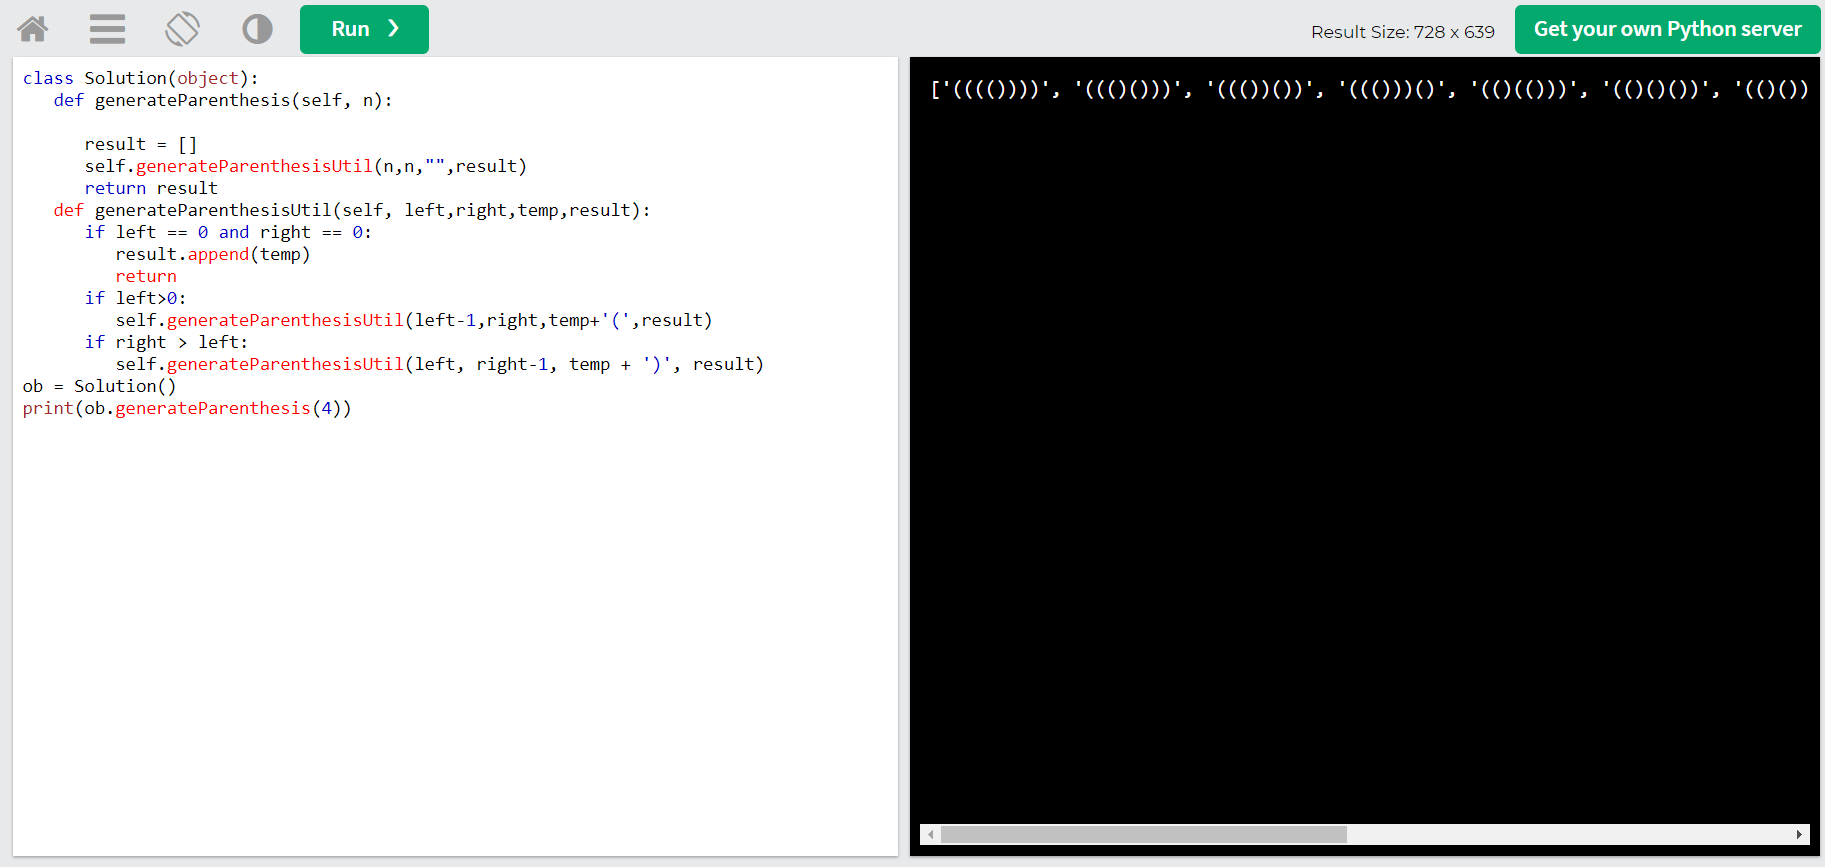 Run ❯
Result Size: 728 x 639
Get your own Python server
class Solution(object):
   def generateParenthesis(self, n):

      result = []
      self.generateParenthesisUtil(n,n,"",result)
      return result
   def generateParenthesisUtil(self, left,right,temp,result):
      if left == 0 and right == 0:
         result.append(temp)
         return
      if left>0:
         self.generateParenthesisUtil(left-1,right,temp+'(',result)
      if right > left:
         self.generateParenthesisUtil(left, right-1, temp + ')', result)
ob = Solution()
print(ob.generateParenthesis(4))
['(((())))', '((()()))', '((())())', '((()))()', '(()(()))', '(()()())', '(()())